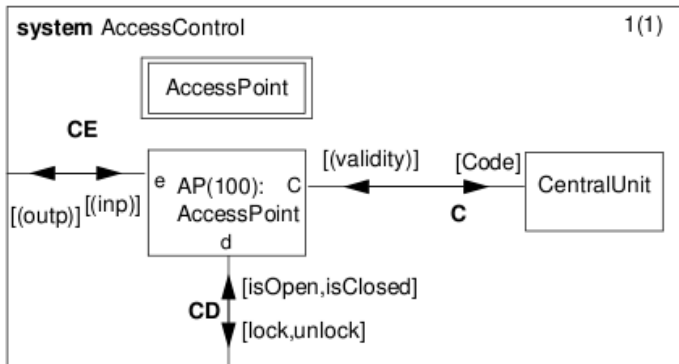 system AccessControl
1(1)
AccessPoint
CE
[(validity)]
[Code]
e AP(100): C
AccessPoint
d
CentralUnit
[(outp)]
[(inp)]
C
[isOpen,isClosed]
CD
[lock,unlock]